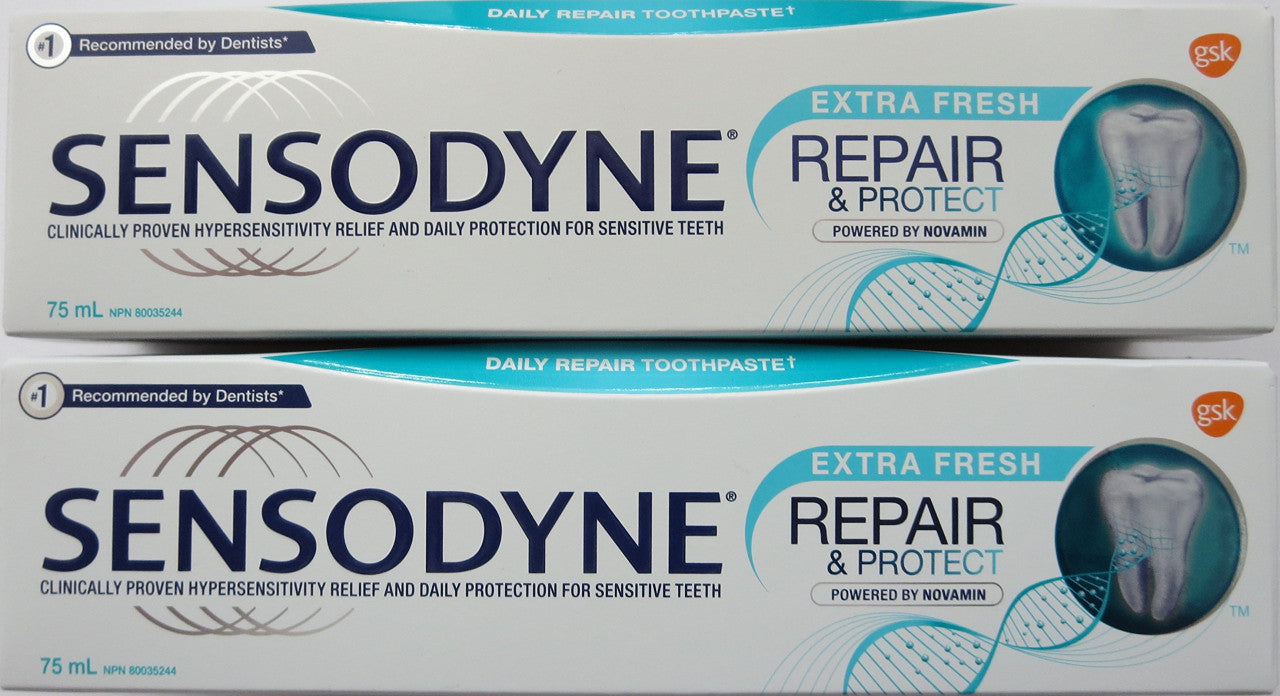 DAILY REPAIR TOOTHPASTE†
#1 Recommended by Dentists*
gsk
EXTRA FRESH
SENSODYNE®
REPAIR
& PROTECT
CLINICALLY PROVEN HYPERSENSITIVITY RELIEF AND DAILY PROTECTION FOR SENSITIVE TEETH
POWERED BY NOVAMIN
TM
75 mL NPN 80035244
DAILY REPAIR TOOTHPASTE†
#1 Recommended by Dentists*
gsk
EXTRA FRESH
SENSODYNE®
REPAIR
& PROTECT
CLINICALLY PROVEN HYPERSENSITIVITY RELIEF AND DAILY PROTECTION FOR SENSITIVE TEETH
POWERED BY NOVAMIN
TM
75 mL NPN 80035244